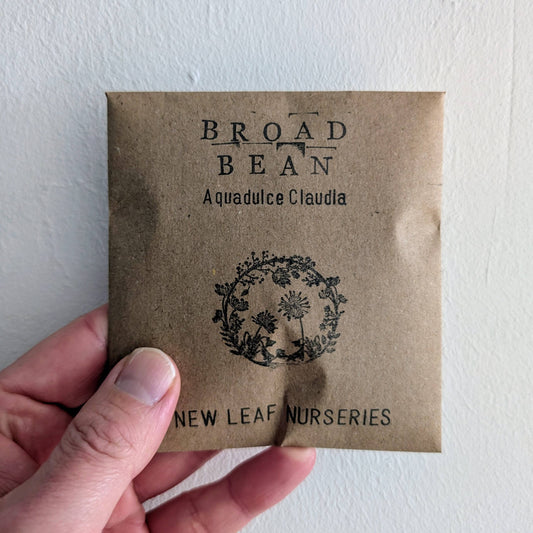 BROAD
BEAN
Aquadulce Claudia
NEW LEAF NURSERIES